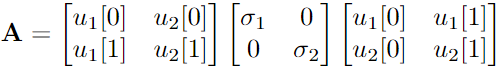 A = [u₁[0] u₂[0]] [σ₁ 0] [u₁[0] u₁[1]]
[u₁[1] u₂[1]] [0 σ₂] [u₂[0] u₂[1]]